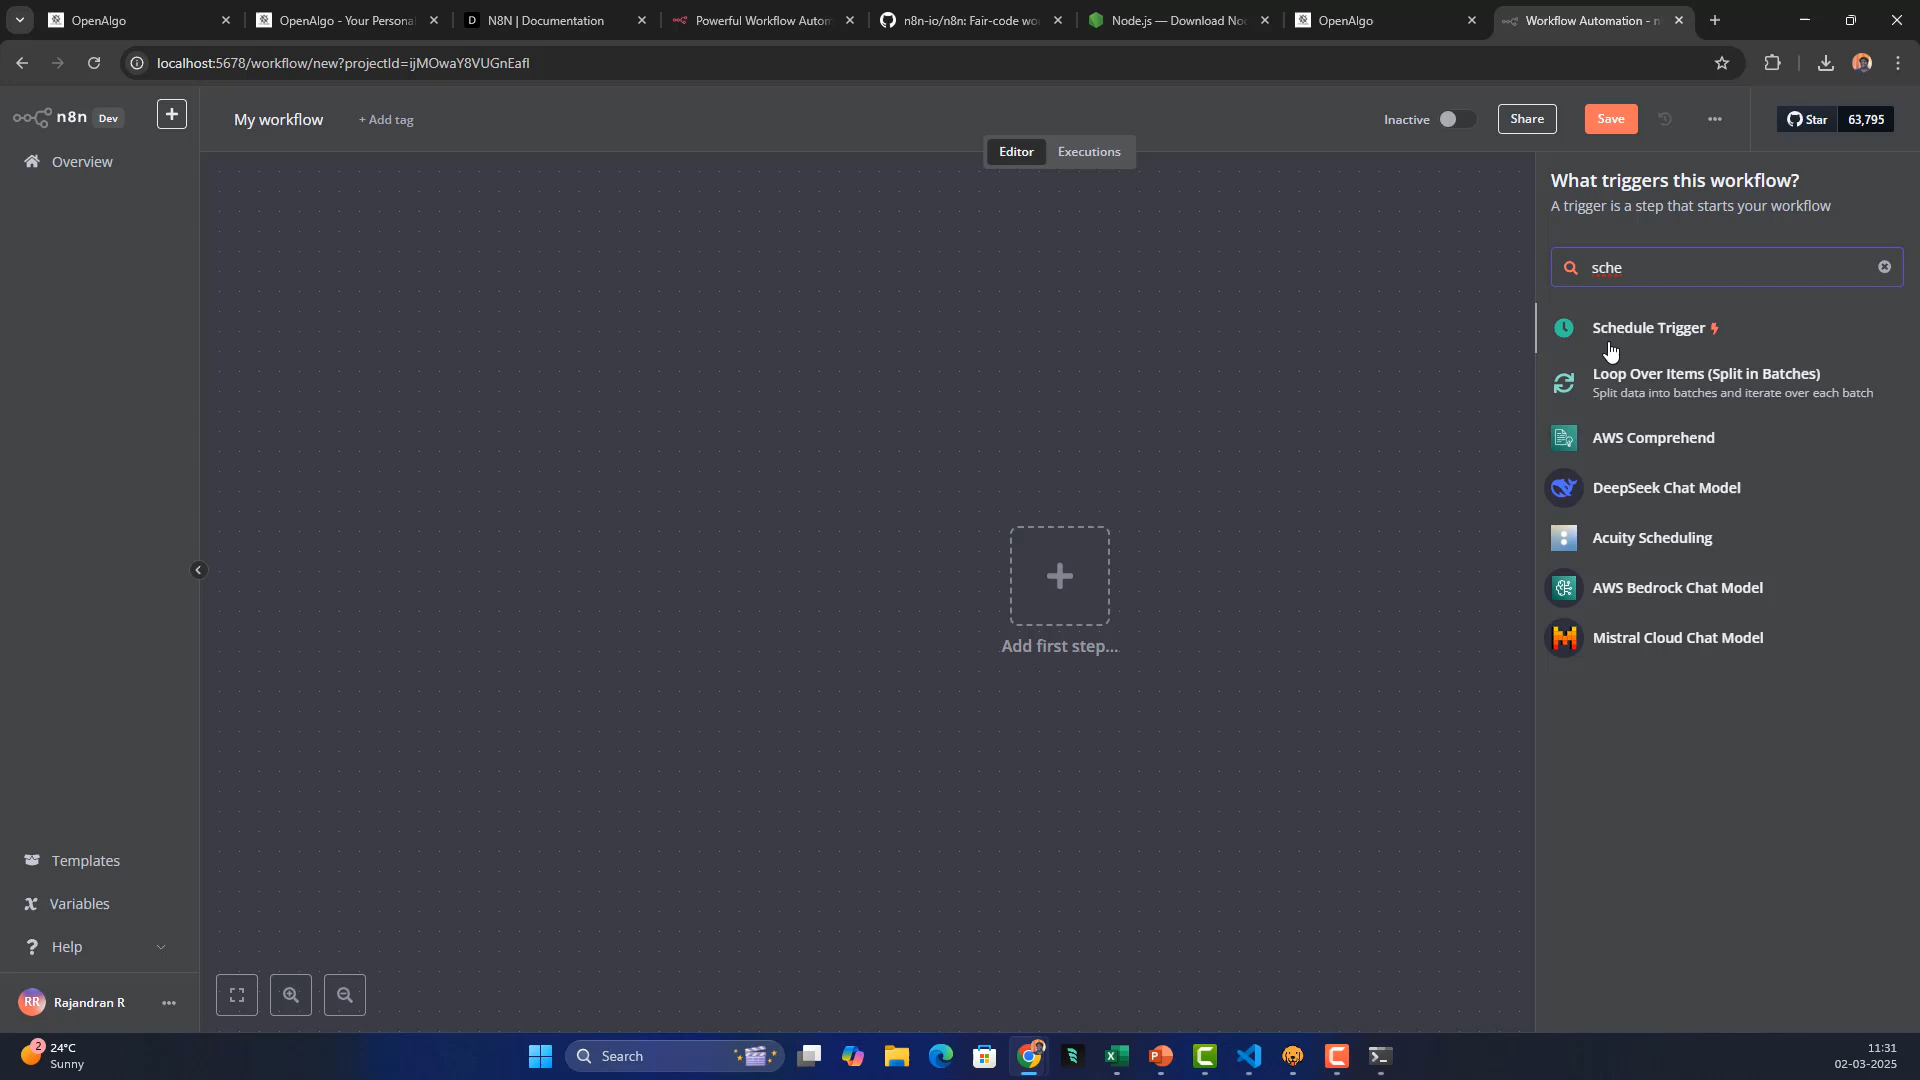 OpenAlgo
OpenAlgo - Your Personal
N8N | Documentation
Powerful Workflow Autom
n8n-io/n8n: Fair-code wo
Node.js — Download No
OpenAlgo
Workflow Automation - n
localhost:5678/workflow/new?projectId=ijMOwaY8VUGnEafl
n8n Dev
My workflow
+ Add tag
Inactive
Share
Save
Star 63,795
Editor
Executions
Overview
What triggers this workflow?
A trigger is a step that starts your workflow
sche
Schedule Trigger
Loop Over Items (Split in Batches)
Split data into batches and iterate over each batch
AWS Comprehend
DeepSeek Chat Model
Acuity Scheduling
AWS Bedrock Chat Model
Mistral Cloud Chat Model
Add first step...
Templates
Variables
Help
RR Rajandran R
2
24°C
Sunny
Search
11:31
02-03-2025